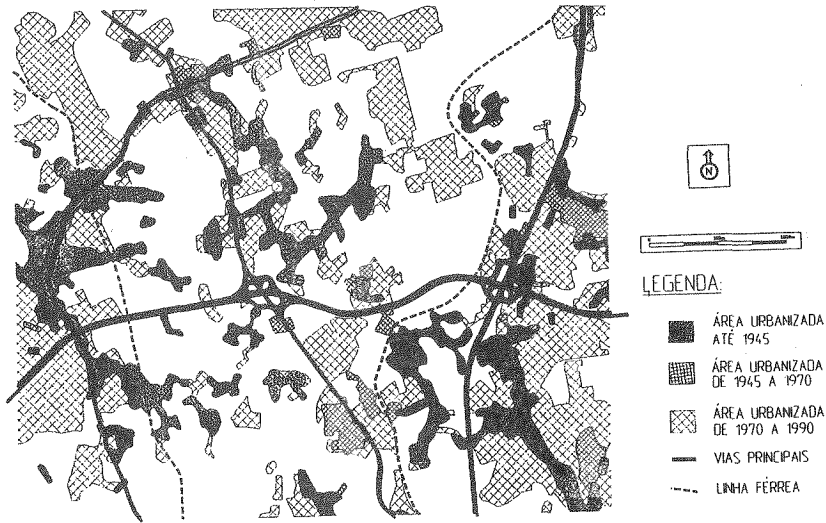 N
LEGENDA:
ÁREA URBANIZADA
ATÉ 1945
ÁREA URBANIZADA
DE 1945 A 1970
ÁREA URBANIZADA
DE 1970 A 1990
VIAS PRINCIPAIS
LINHA FÉRREA